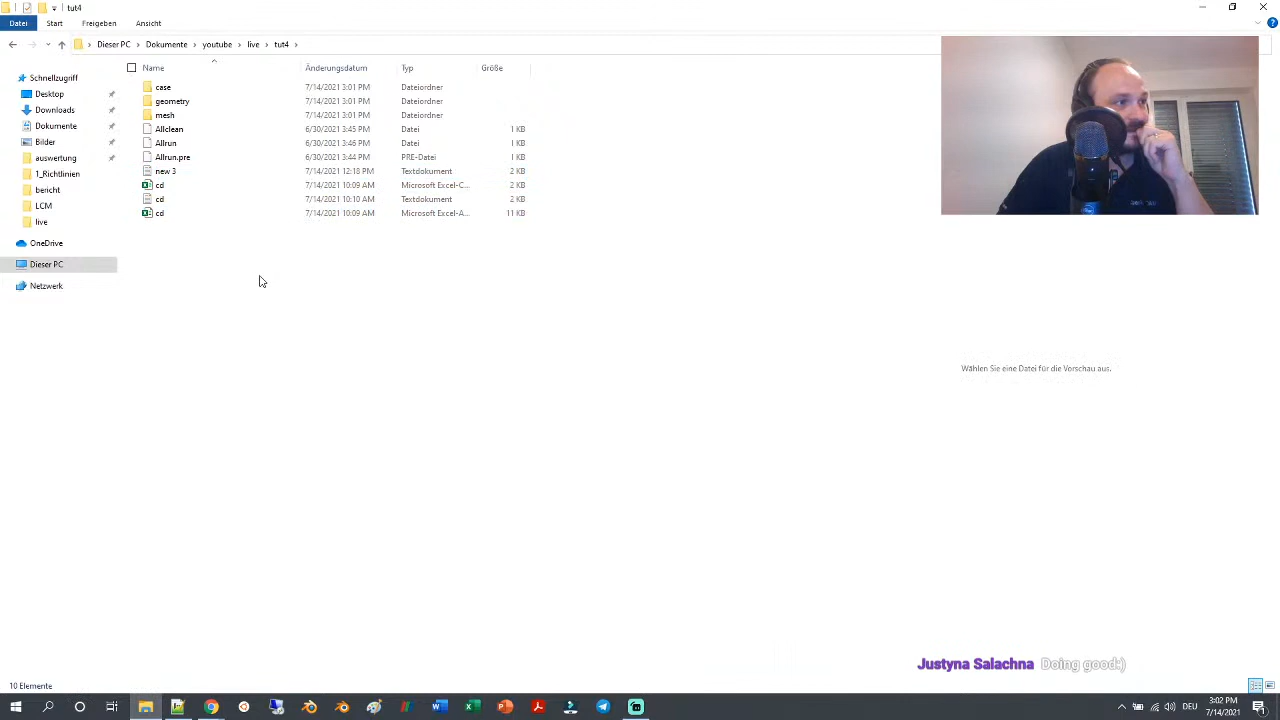 tut4
Datei Start Freigeben Ansicht
Dieser PC Dokumente youtube live tut4
Name Änderungsdatum Typ Größe
case 7/14/2021 3:01 PM Dateiordner
geometry 7/14/2021 3:01 PM Dateiordner
mesh 7/14/2021 3:01 PM Dateiordner
Allclean 6/30/2021 3:45 PM Datei 1 KB
Allrun 6/30/2021 3:46 PM Datei 1 KB
Allrun.pre 6/30/2021 3:44 PM PRE-Datei 1 KB
new 3 7/14/2021 12:18 PM Textdokument 2 KB
cd 7/14/2021 10:09 AM Microsoft Excel-C... 2 KB
cd 7/14/2021 10:10 AM Textdokument 2 KB
cd 7/14/2021 10:09 AM Microsoft Excel-A... 11 KB
Schnellzugriff
Desktop
Downloads
Dokumente
Bilder
auswertung
1_Richtlinien
bericht
LCM
live
OneDrive
Dieser PC
Netzwerk
Wählen Sie eine Datei für die Vorschau aus.
Justyna Salachna Doing good:)
10 Elemente
DEU
3:02 PM
7/14/2021